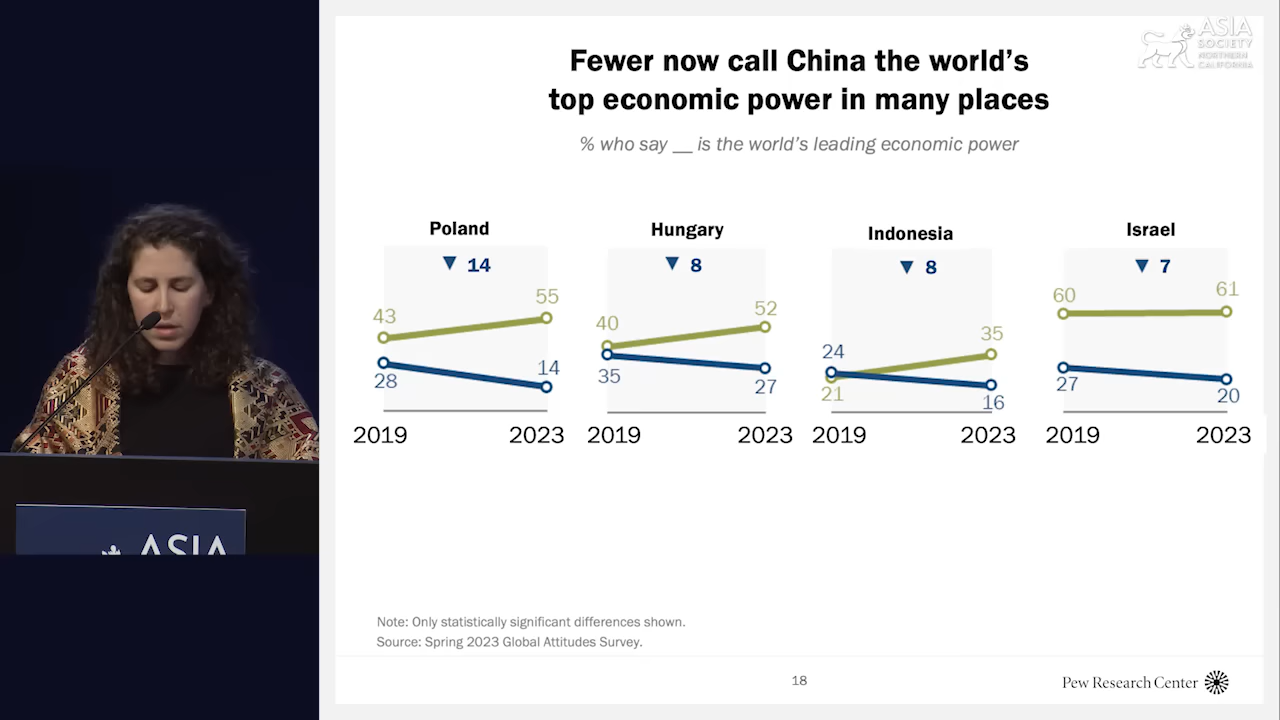 ASIA
SOCIETY
NORTHERN
CALIFORNIA
Fewer now call China the world's
top economic power in many places
% who say __ is the world's leading economic power
Poland
▼ 14
43
55
28
14
2019
2023
Hungary
▼ 8
40
52
35
27
2019
2023
Indonesia
▼ 8
24
35
21
16
2019
2023
Israel
▼ 7
60
61
27
20
2019
2023
Note: Only statistically significant differences shown.
Source: Spring 2023 Global Attitudes Survey.
18
Pew Research Center
ASIA